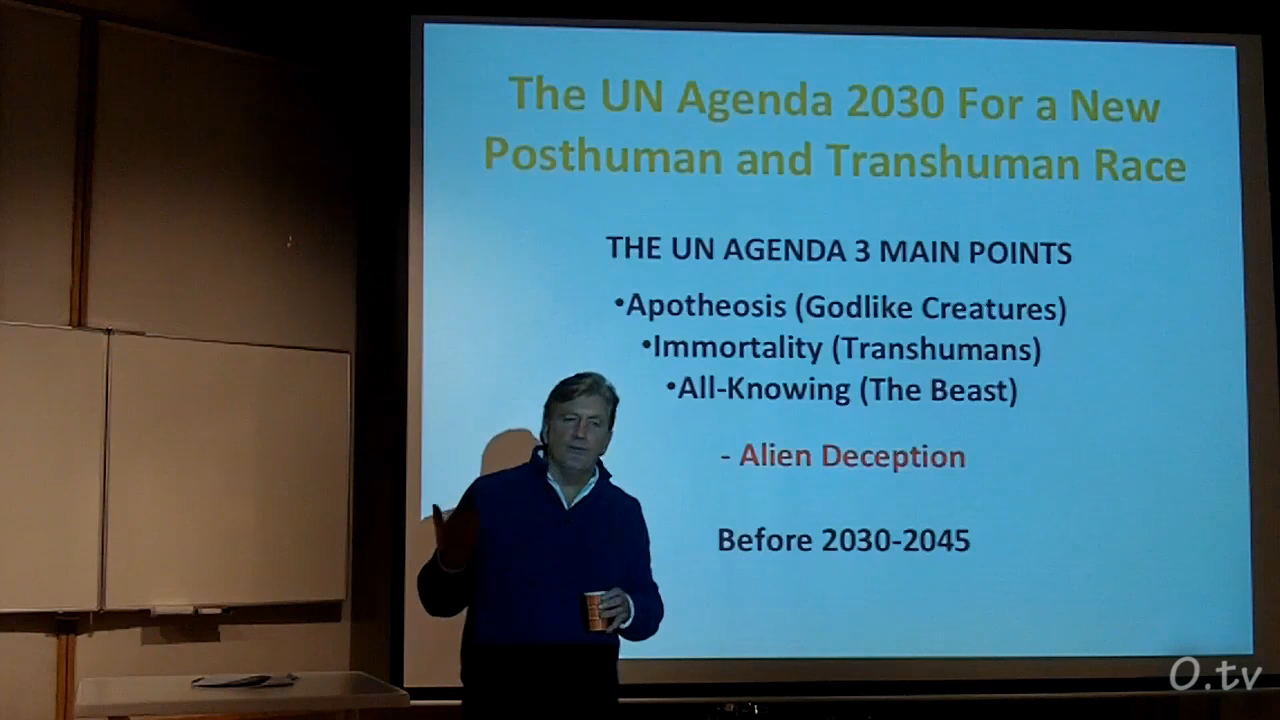 The UN Agenda 2030 For a New
Posthuman and Transhuman Race
THE UN AGENDA 3 MAIN POINTS
•Apotheosis (Godlike Creatures)
•Immortality (Transhumans)
•All-Knowing (The Beast)
- Alien Deception
Before 2030-2045
O.tv